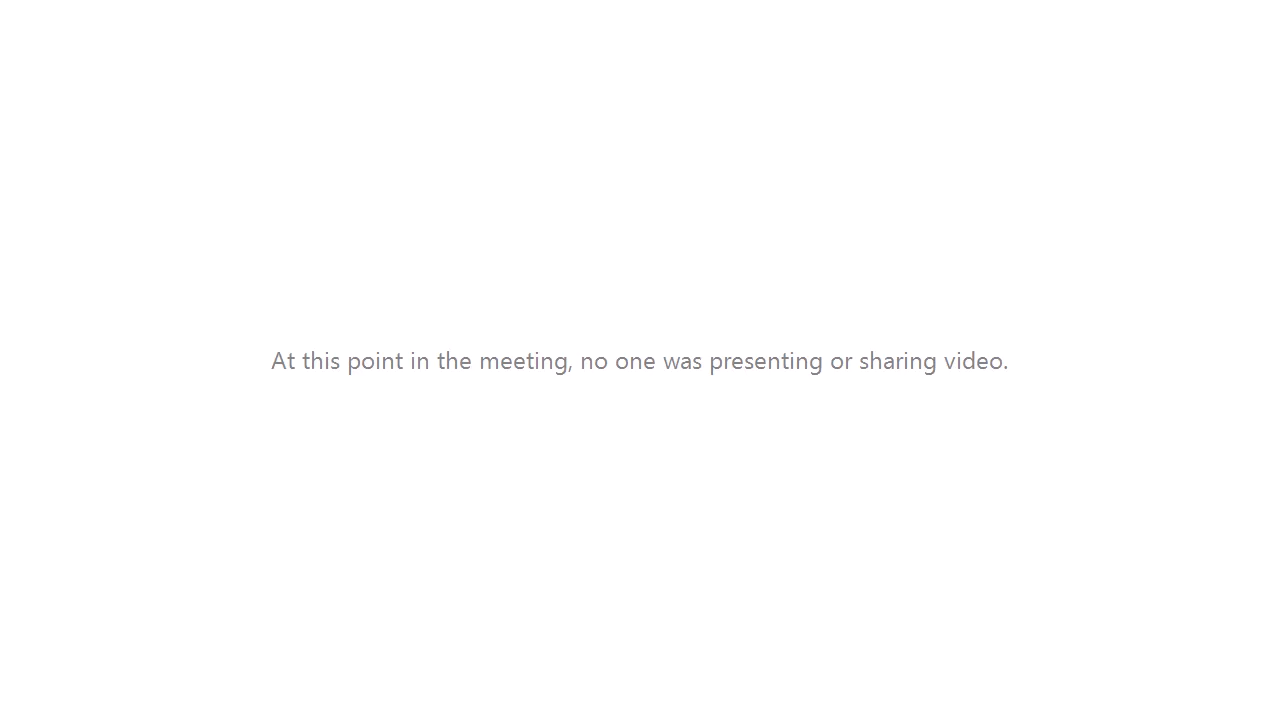 At this point in the meeting, no one was presenting or sharing video.